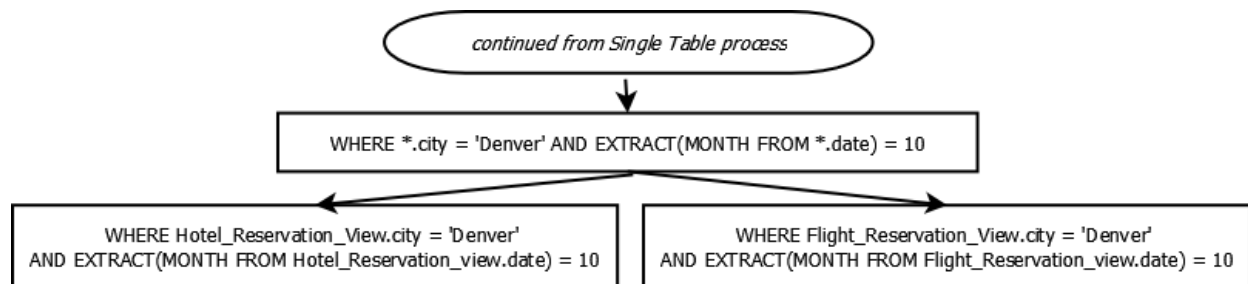 continued from Single Table process
WHERE *.city = 'Denver' AND EXTRACT(MONTH FROM *.date) = 10
WHERE Hotel_Reservation_View.city = 'Denver'
AND EXTRACT(MONTH FROM Hotel_Reservation_view.date) = 10
WHERE Flight_Reservation_View.city = 'Denver'
AND EXTRACT(MONTH FROM Flight_Reservation_view.date) = 10